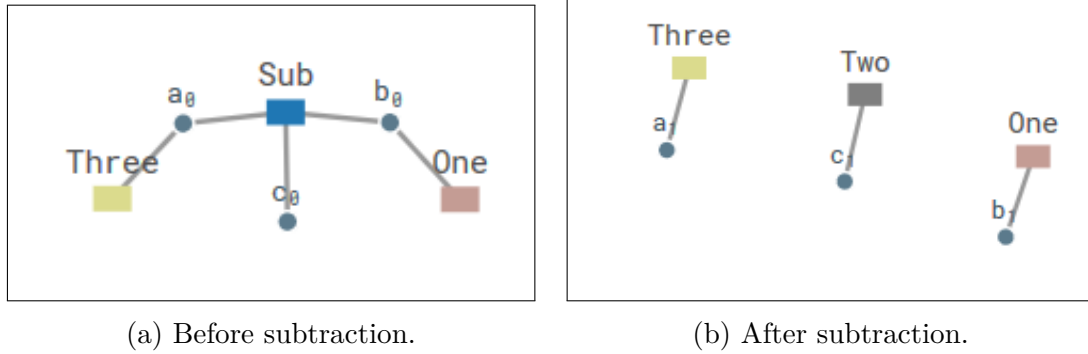 Sub
a₀
b₀
Three
One
c₀
(a) Before subtraction.
Three
Two
One
a₁
c₁
b₁
(b) After subtraction.